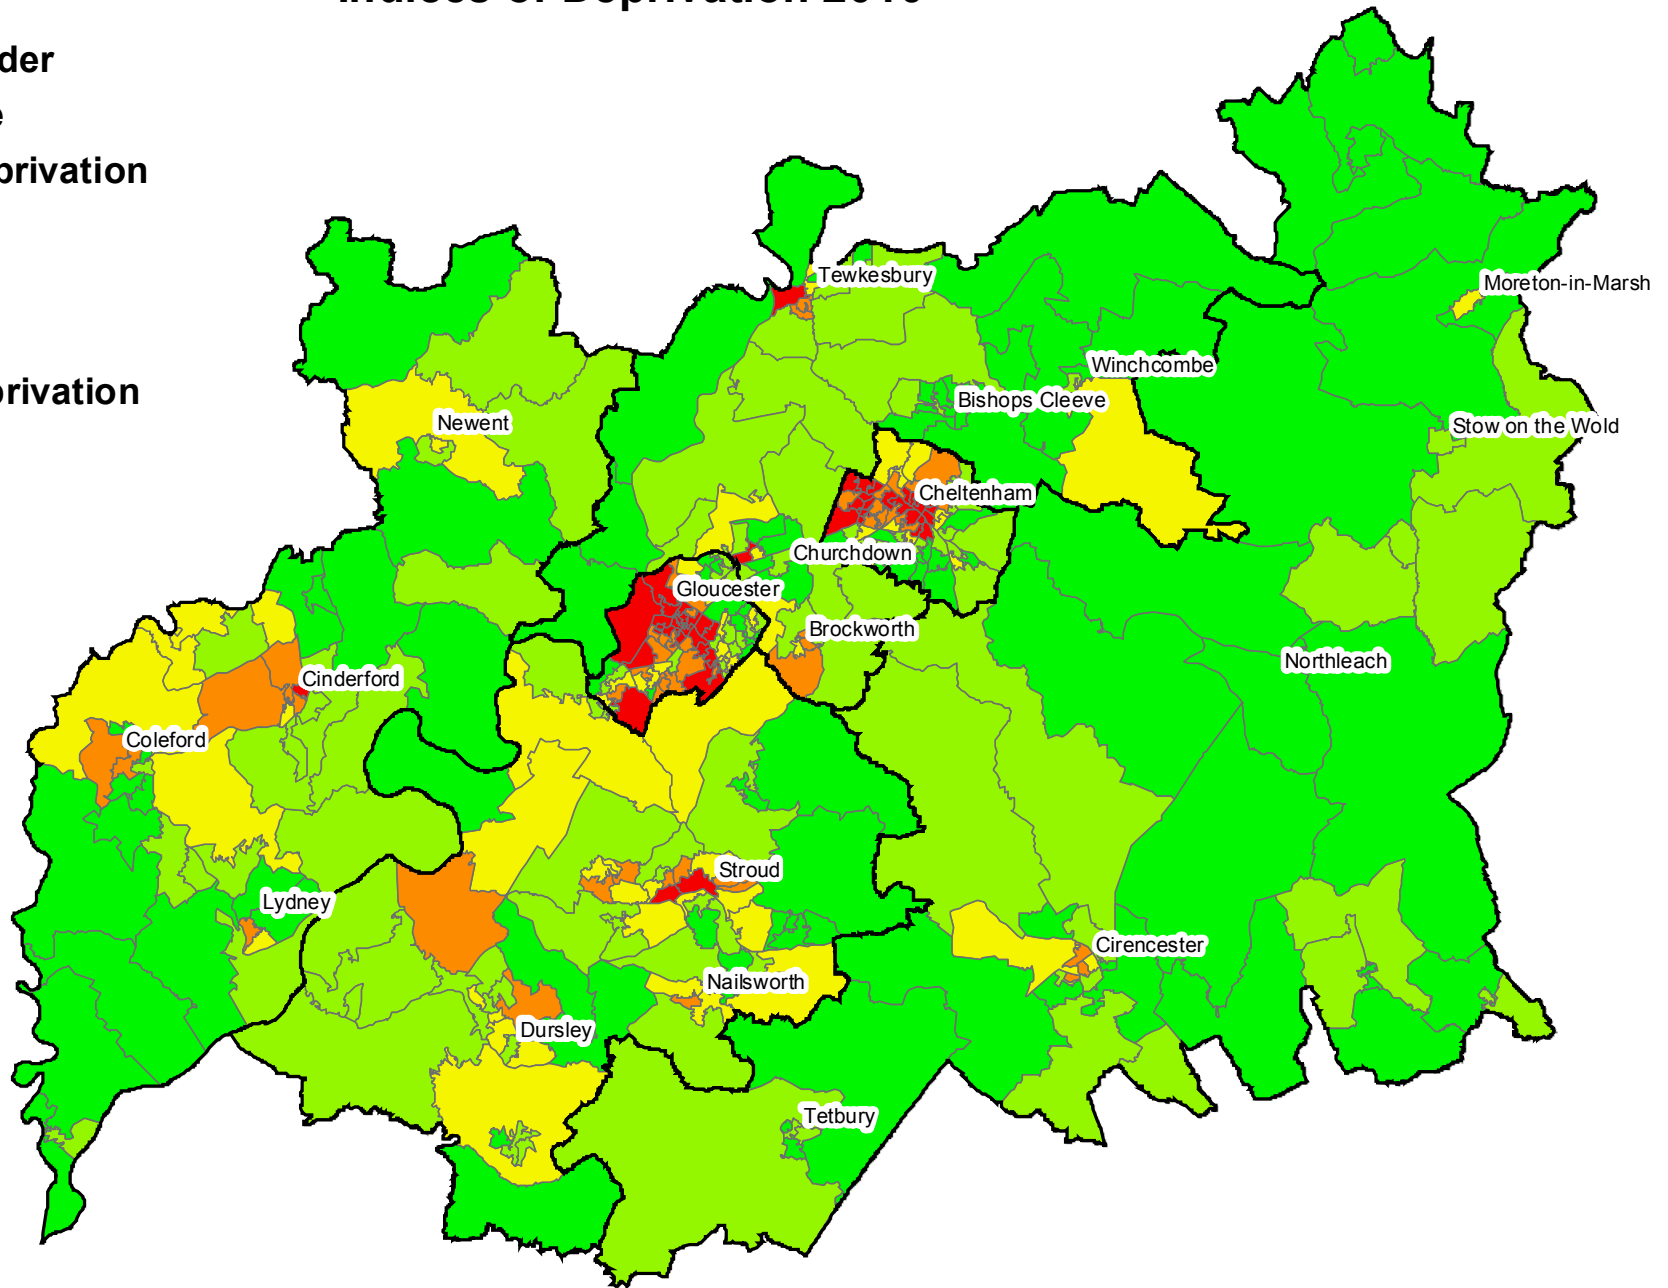 der
e
privation
privation
Tewkesbury
Moreton-in-Marsh
Winchcombe
Bishops Cleeve
Newent
Stow on the Wold
Cheltenham
Churchdown
Gloucester
Brockworth
Northleach
Cinderford
Coleford
Stroud
Lydney
Cirencester
Nailsworth
Dursley
Tetbury